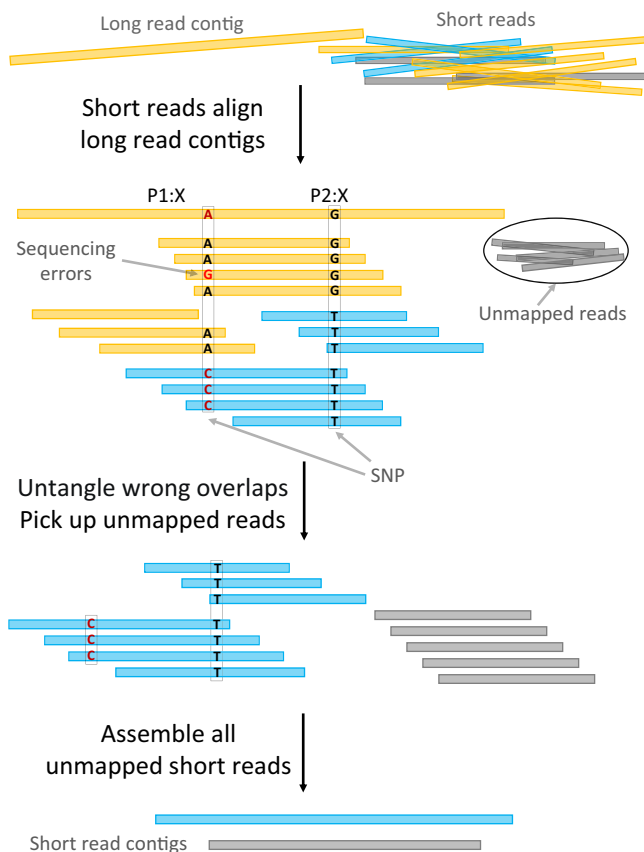 Long read contig
Short reads
Short reads align
long read contigs
P1:X
P2:X
A
G
Sequencing
errors
A
G
A
G
G
G
A
G
Unmapped reads
T
A
T
A
T
C
T
C
T
C
T
T
SNP
Untangle wrong overlaps
Pick up unmapped reads
T
T
T
C
T
C
T
C
T
T
Assemble all
unmapped short reads
Short read contigs